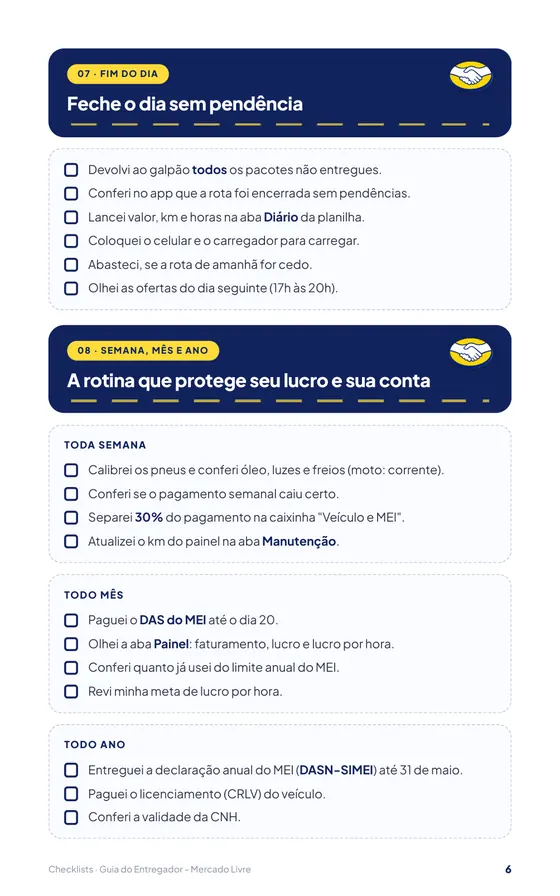 07 · FIM DO DIA
Feche o dia sem pendência
Devolvi ao galpão todos os pacotes não entregues.
Conferi no app que a rota foi encerrada sem pendências.
Lancei valor, km e horas na aba Diário da planilha.
Coloquei o celular e o carregador para carregar.
Abasteci, se a rota de amanhã for cedo.
Olhei as ofertas do dia seguinte (17h às 20h).
08 · SEMANA, MÊS E ANO
A rotina que protege seu lucro e sua conta
TODA SEMANA
Calibrei os pneus e conferi óleo, luzes e freios (moto: corrente).
Conferi se o pagamento semanal caiu certo.
Separei 30% do pagamento na caixinha "Veículo e MEI".
Atualizei o km do painel na aba Manutenção.
TODO MÊS
Paguei o DAS do MEI até o dia 20.
Olhei a aba Painel: faturamento, lucro e lucro por hora.
Conferi quanto já usei do limite anual do MEI.
Revi minha meta de lucro por hora.
TODO ANO
Entreguei a declaração anual do MEI (DASN-SIMEI) até 31 de maio.
Paguei o licenciamento (CRLV) do veículo.
Conferi a validade da CNH.
Checklists · Guia do Entregador - Mercado Livre
6